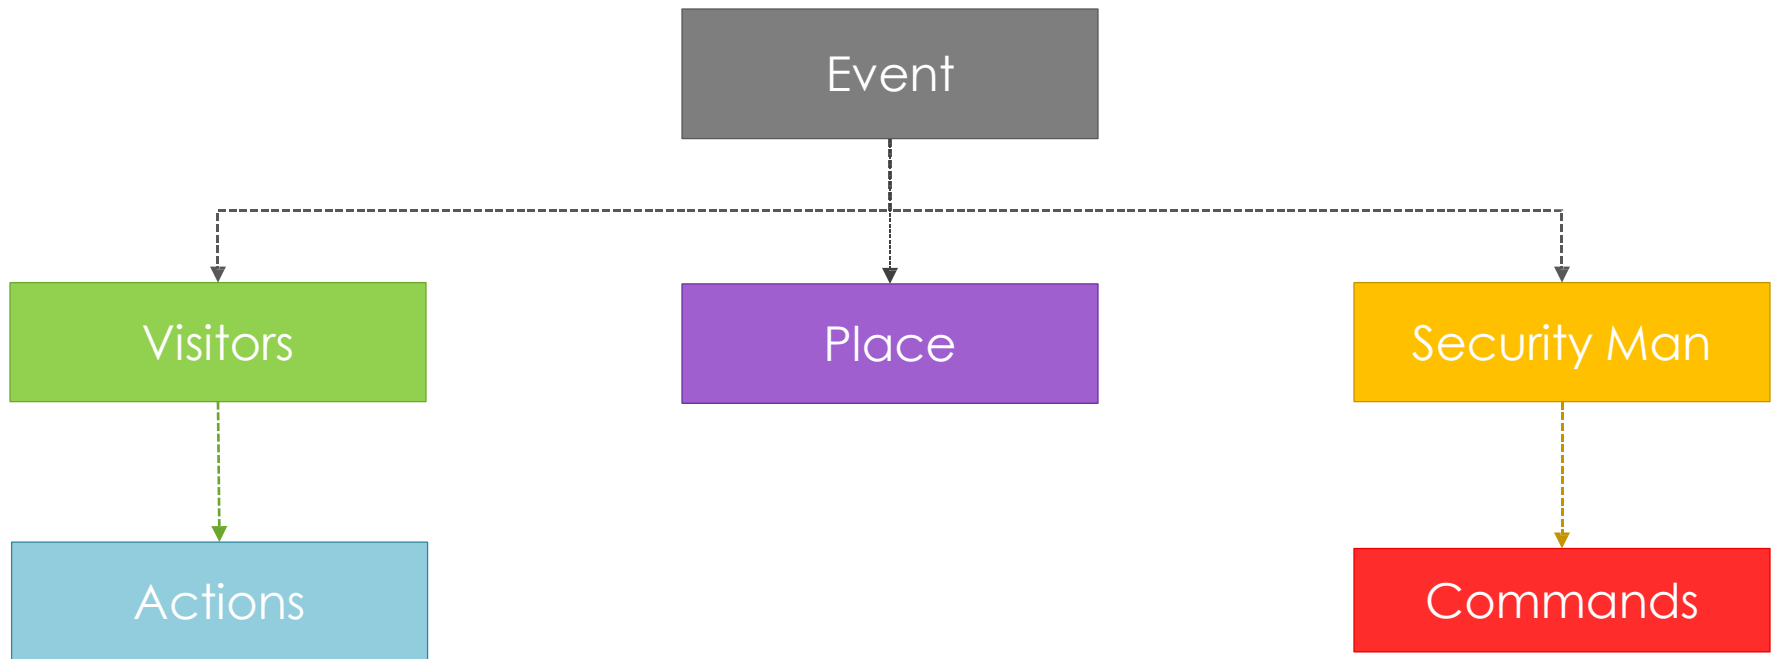 Event
Visitors
Place
Security Man
Actions
Commands